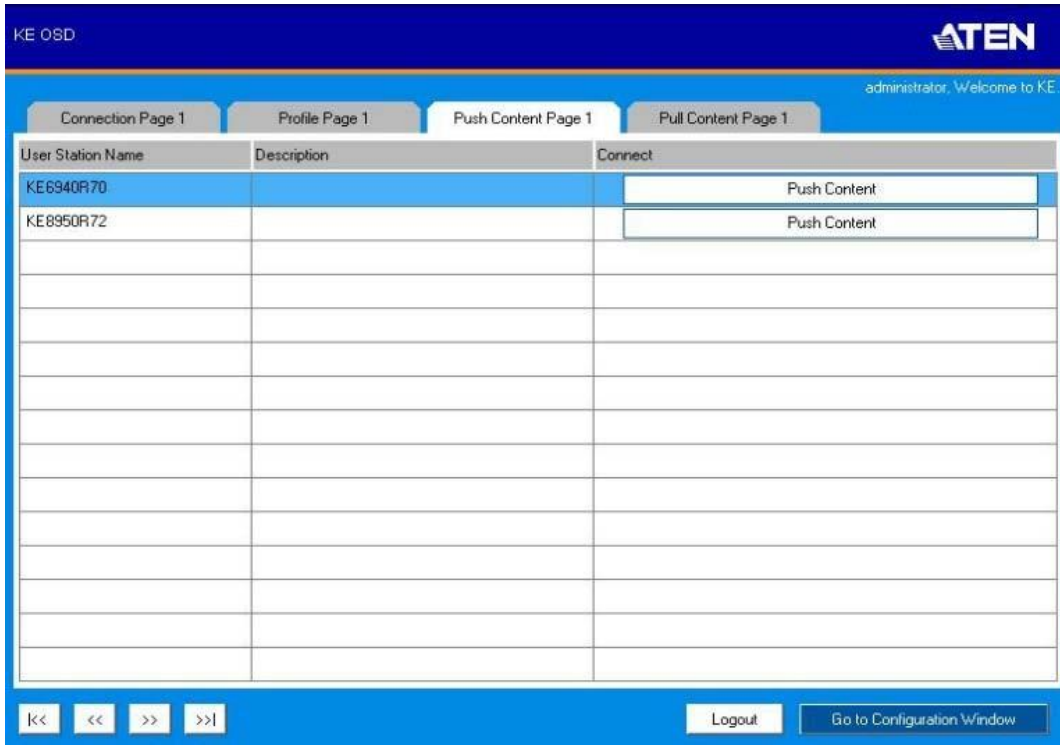 KE OSD
ATEN
administrator, Welcome to KE.
Connection Page 1 Profile Page 1 Push Content Page 1 Pull Content Page 1
User Station Name Description Connect
KE6940R70 Push Content
KE8950R72 Push Content
|<< << >> >>| Logout Go to Configuration Window